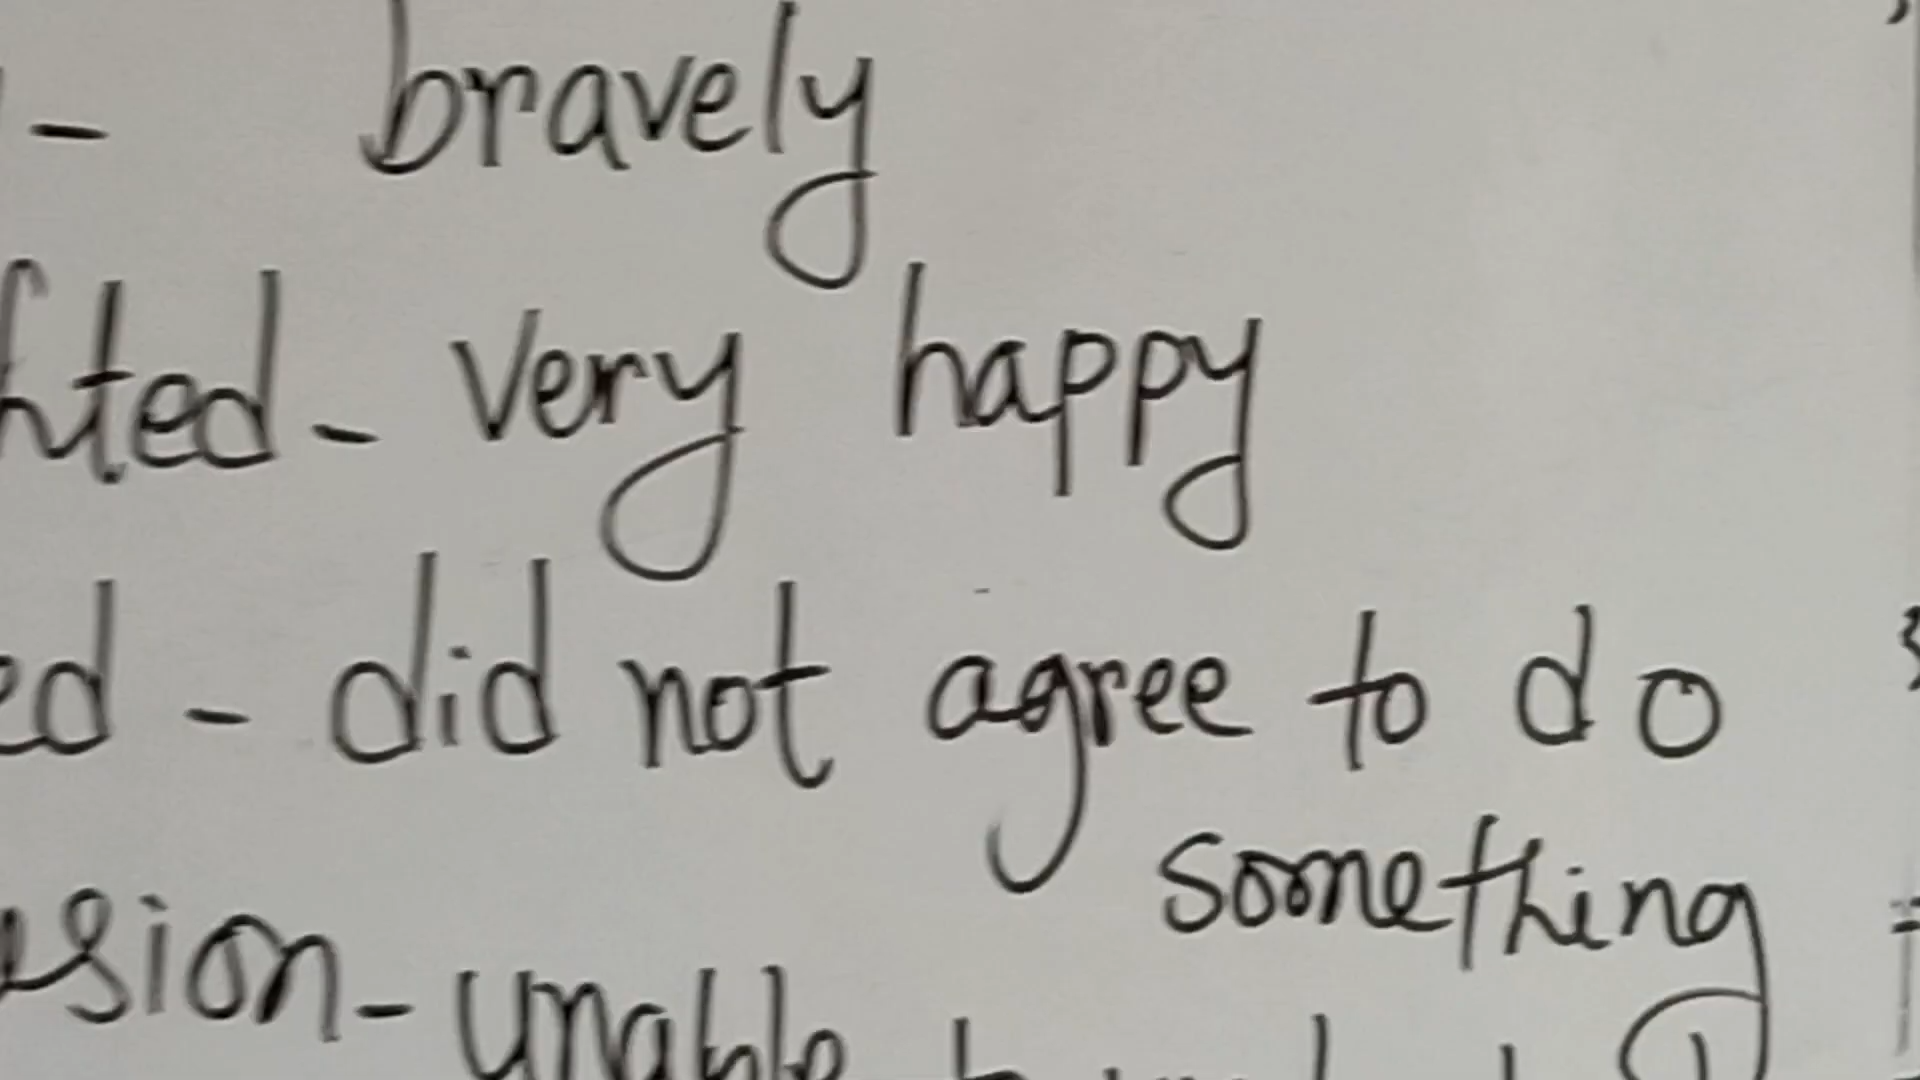 - bravely
hted - very happy
ed - did not agree to do
something
sion - unable